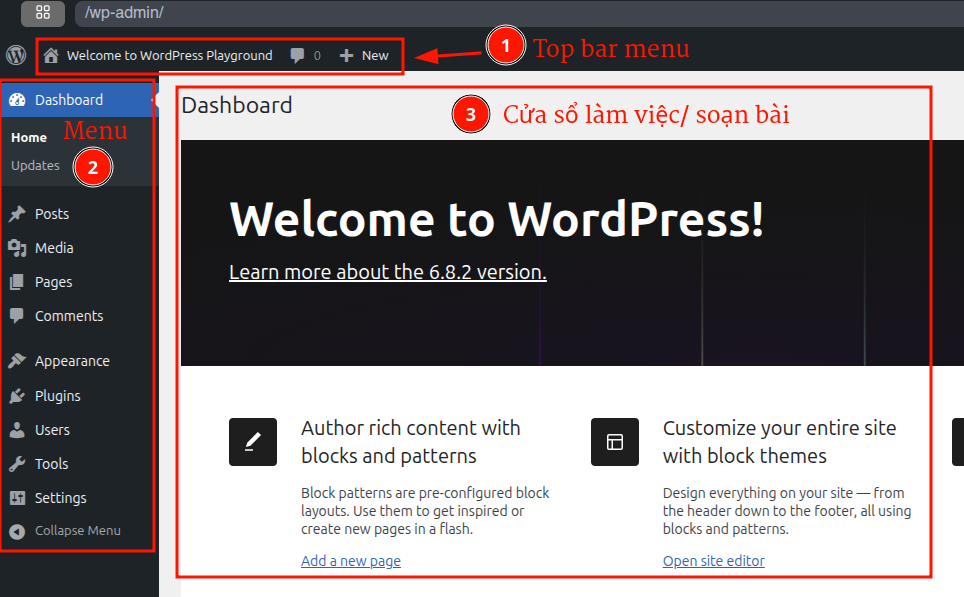 /wp-admin/
Welcome to WordPress Playground 0 New
1 Top bar menu
Dashboard
Home
Menu
Updates
2
Posts
Media
Pages
Comments
Appearance
Plugins
Users
Tools
Settings
Collapse Menu
Dashboard
3 Cửa sổ làm việc/ soạn bài
Welcome to WordPress!
Learn more about the 6.8.2 version.
Author rich content with
blocks and patterns
Block patterns are pre-configured block
layouts. Use them to get inspired or
create new pages in a flash.
Add a new page
Customize your entire site
with block themes
Design everything on your site — from
the header down to the footer, all using
blocks and patterns.
Open site editor